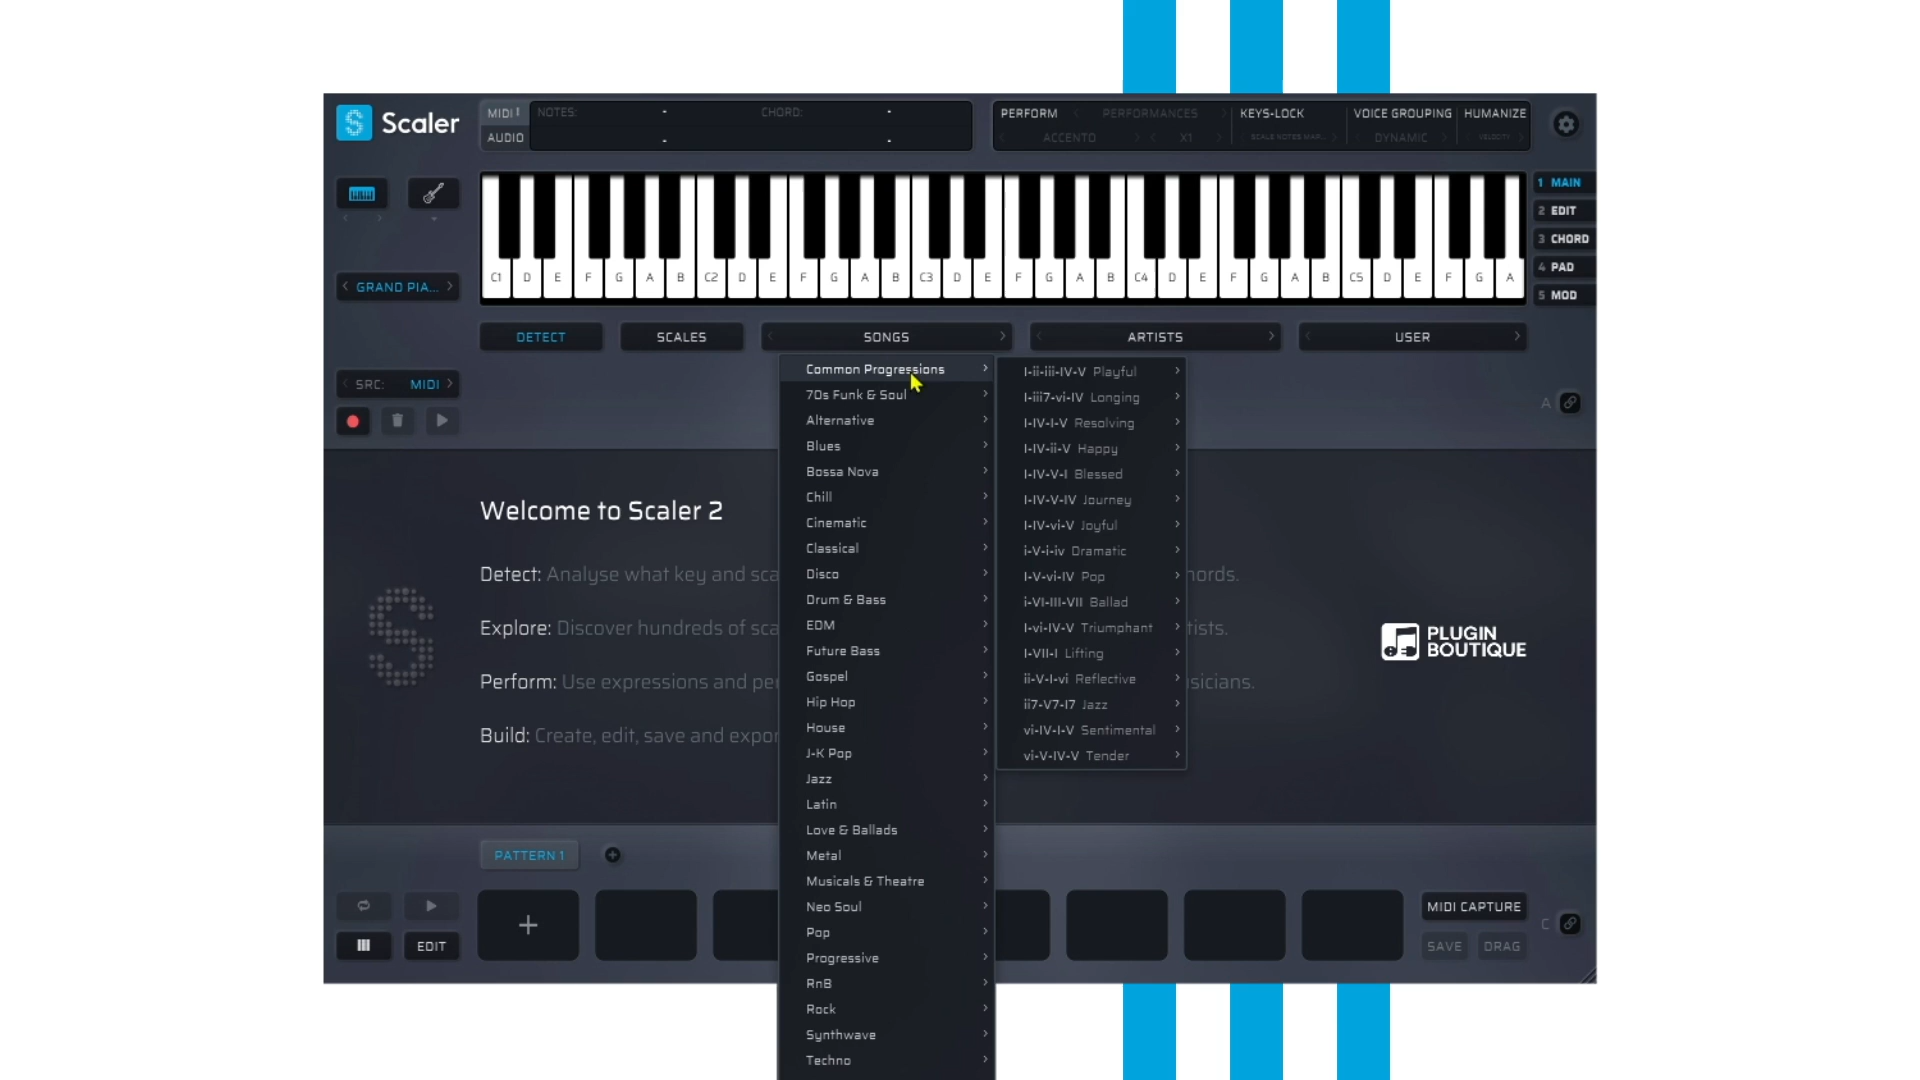 Scaler
MIDI
AUDIO
NOTES:
CHORD:
PERFORM
PERFORMANCES
ACCENTO
X1
KEYS-LOCK
SCALE NOTES MAP...
VOICE GROUPING
DYNAMIC
HUMANIZE
VELOCITY
C1 D E F G A B C2 D E F G A B C3 D E F G A B C4 D E F G A B C5 D E F G A
1 MAIN
2 EDIT
3 CHORD
4 PAD
5 MOD
GRAND PIA...
DETECT
SCALES
SONGS
ARTISTS
USER
SRC: MIDI
A
Common Progressions
70s Funk & Soul
Alternative
Blues
Bossa Nova
Chill
Cinematic
Classical
Disco
Drum & Bass
EDM
Future Bass
Gospel
Hip Hop
House
J-K Pop
Jazz
Latin
Love & Ballads
Metal
Musicals & Theatre
Neo Soul
Pop
Progressive
RnB
Rock
Synthwave
Techno
I-ii-iii-IV-V Playful
I-iii7-vi-IV Longing
I-IV-I-V Resolving
I-IV-ii-V Happy
I-IV-V-I Blessed
I-IV-V-IV Journey
I-IV-vi-V Joyful
i-V-i-iv Dramatic
I-V-vi-IV Pop
i-VI-III-VII Ballad
I-vi-IV-V Triumphant
I-VII-I Lifting
ii-V-I-vi Reflective
ii7-V7-I7 Jazz
vi-IV-I-V Sentimental
vi-V-IV-V Tender
Welcome to Scaler 2
Detect: Analyse what key and sca
hords.
Explore: Discover hundreds of sca
tists.
Perform: Use expressions and per
sicians.
Build: Create, edit, save and expor
PLUGIN
BOUTIQUE
PATTERN 1
EDIT
MIDI CAPTURE
SAVE
DRAG
C